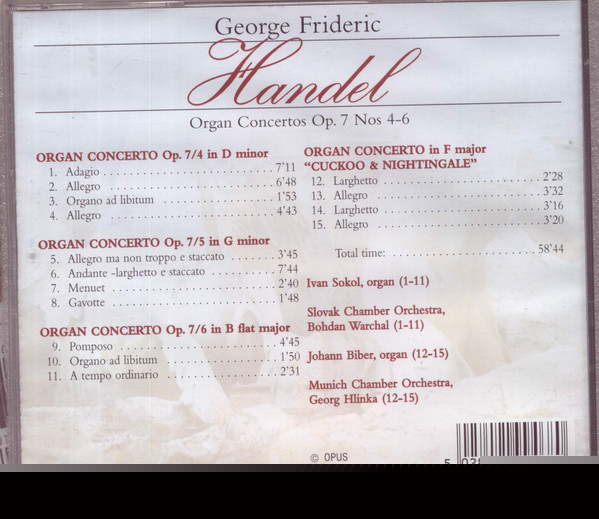 George Frideric
Handel
Organ Concertos Op. 7 Nos 4-6
ORGAN CONCERTO Op. 7/4 in D minor
1. Adagio . . . . . . . . . . . . . . . . . . . . . . . . . 7'11
2. Allegro . . . . . . . . . . . . . . . . . . . . . . . . 6'48
3. Organo ad libitum . . . . . . . . . . . . . . . . 1'53
4. Allegro . . . . . . . . . . . . . . . . . . . . . . . . 4'43
ORGAN CONCERTO Op. 7/5 in G minor
5. Allegro ma non troppo e staccato . . . . . . . 3'45
6. Andante -larghetto e staccato . . . . . . . . . . 7'44
7. Menuet . . . . . . . . . . . . . . . . . . . . . . . . 2'40
8. Gavotte . . . . . . . . . . . . . . . . . . . . . . . . 1'48
ORGAN CONCERTO Op. 7/6 in B flat major
9. Pomposo . . . . . . . . . . . . . . . . . . . . . . . 4'45
10. Organo ad libitum . . . . . . . . . . . . . . . . 1'50
11. A tempo ordinario . . . . . . . . . . . . . . . . 2'31
ORGAN CONCERTO in F major
"CUCKOO & NIGHTINGALE"
12. Larghetto . . . . . . . . . . . . . . . . . . . . . . 2'28
13. Allegro . . . . . . . . . . . . . . . . . . . . . . . . 3'32
14. Larghetto . . . . . . . . . . . . . . . . . . . . . . 3'16
15. Allegro . . . . . . . . . . . . . . . . . . . . . . . . 3'20
Total time: . . . . . . . . . . . . . . . . . . . . . 58'44
Ivan Sokol, organ (1-11)
Slovak Chamber Orchestra,
Bohdan Warchal (1-11)
Johann Biber, organ (12-15)
Munich Chamber Orchestra,
Georg Hlinka (12-15)
© OPUS